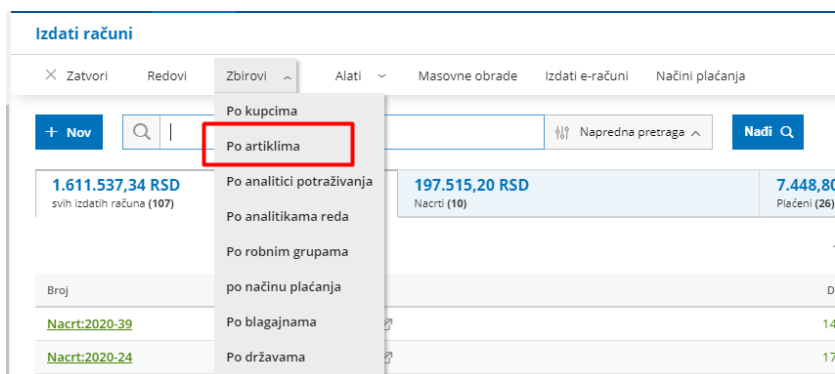 Izdati računi
Zatvori Redovi Zbirovi Alati Masovne obrade Izdati e-računi Načini plaćanja
Po kupcima
+ Nov Napredna pretraga Nađi
Po artiklima
1.611.537,34 RSD Po analitici potraživanja 197.515,20 RSD 7.448,80
svih izdatih računa (107) Nacrti (10) Plaćeni (26)
Po analitikama reda
Po robnim grupama
Broj po načinu plaćanja D
Nacrt:2020-39 Po blagajnama 14
Nacrt:2020-24 Po državama 17